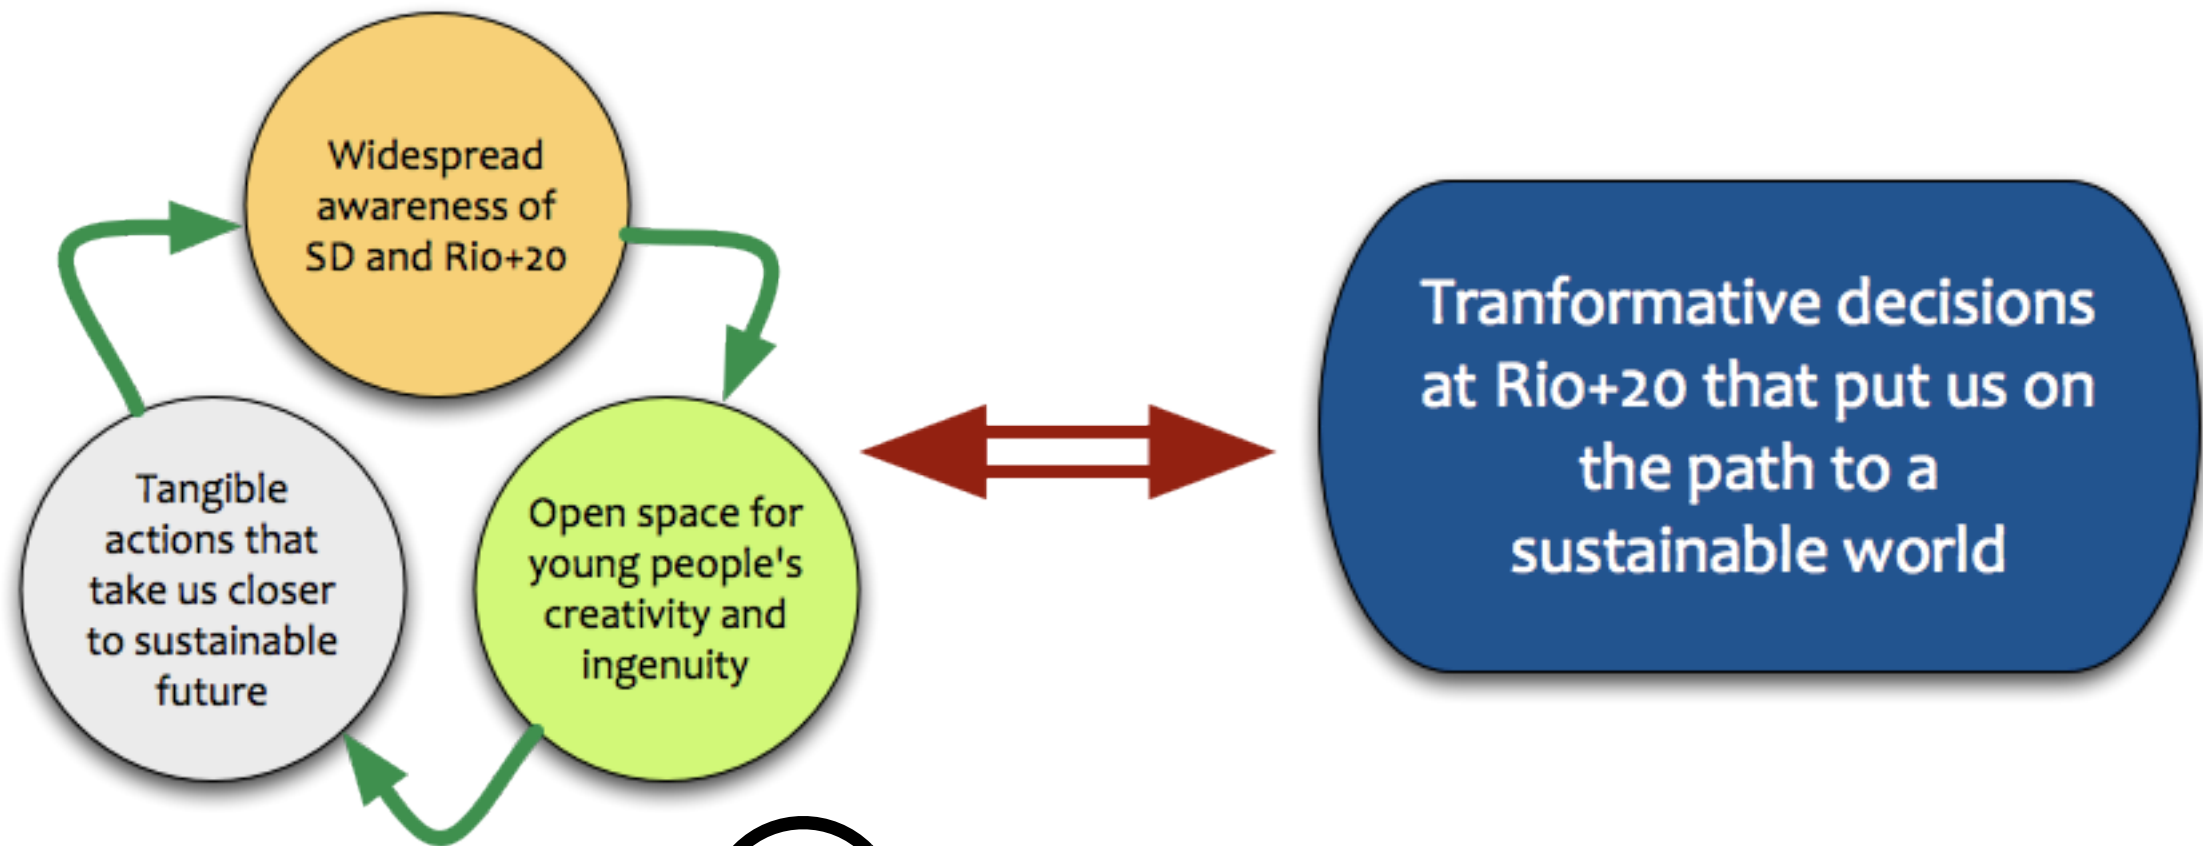 Widespread
awareness of
SD and Rio+20
Tangible
actions that
take us closer
to sustainable
future
Open space for
young people's
creativity and
ingenuity
Tranformative decisions
at Rio+20 that put us on
the path to a
sustainable world